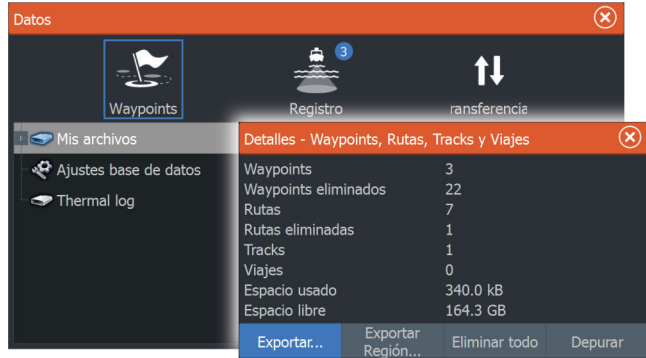 Datos
3
Waypoints
Registro
ransferencia
Mis archivos
Ajustes base de datos
Thermal log
Detalles - Waypoints, Rutas, Tracks y Viajes
Waypoints 3
Waypoints eliminados 22
Rutas 7
Rutas eliminadas 1
Tracks 1
Viajes 0
Espacio usado 340.0 kB
Espacio libre 164.3 GB
Exportar...
Exportar
Región...
Eliminar todo
Depurar